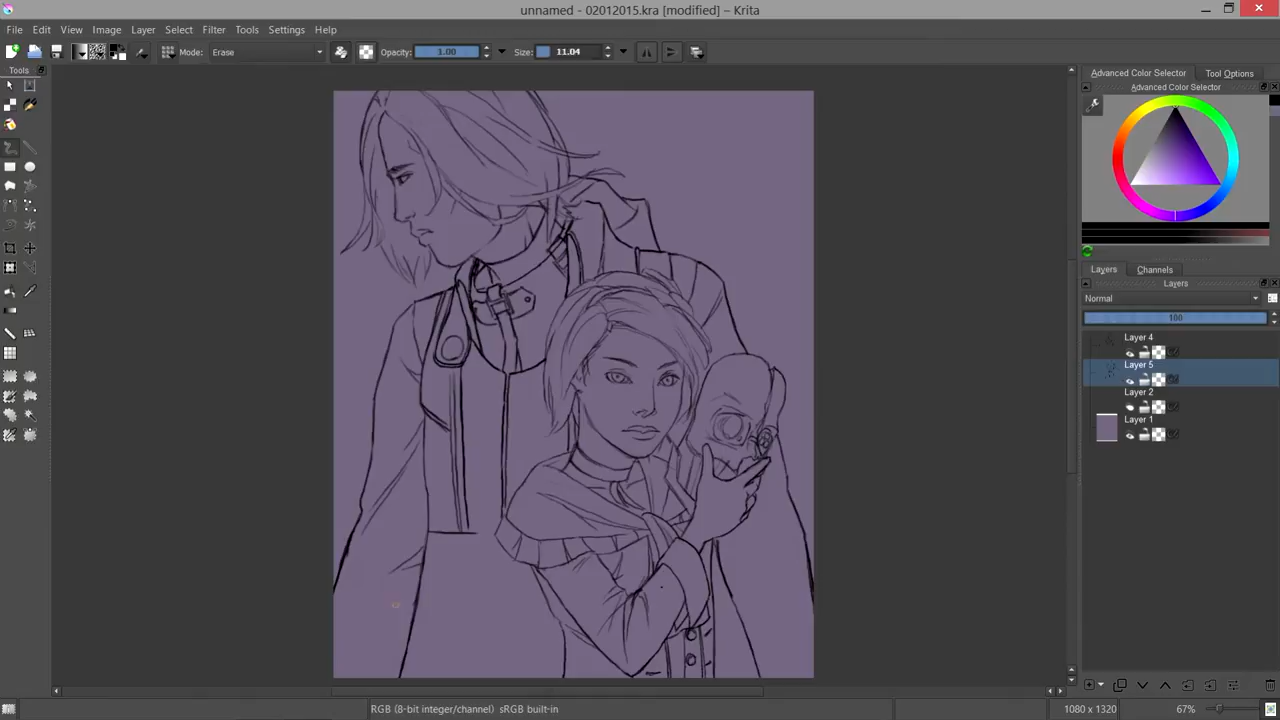 unnamed - 02012015.kra [modified] – Krita
File Edit View Image Layer Select Filter Tools Settings Help
Mode: Erase Opacity: 1.00 Size: 11.04
Tools
Advanced Color Selector Tool Options
Advanced Color Selector
Layers Channels
Layers
Normal
100
Layer 4
Layer 5
Layer 2
Layer 1
RGB (8-bit integer/channel) sRGB built-in 1080 x 1320 67%